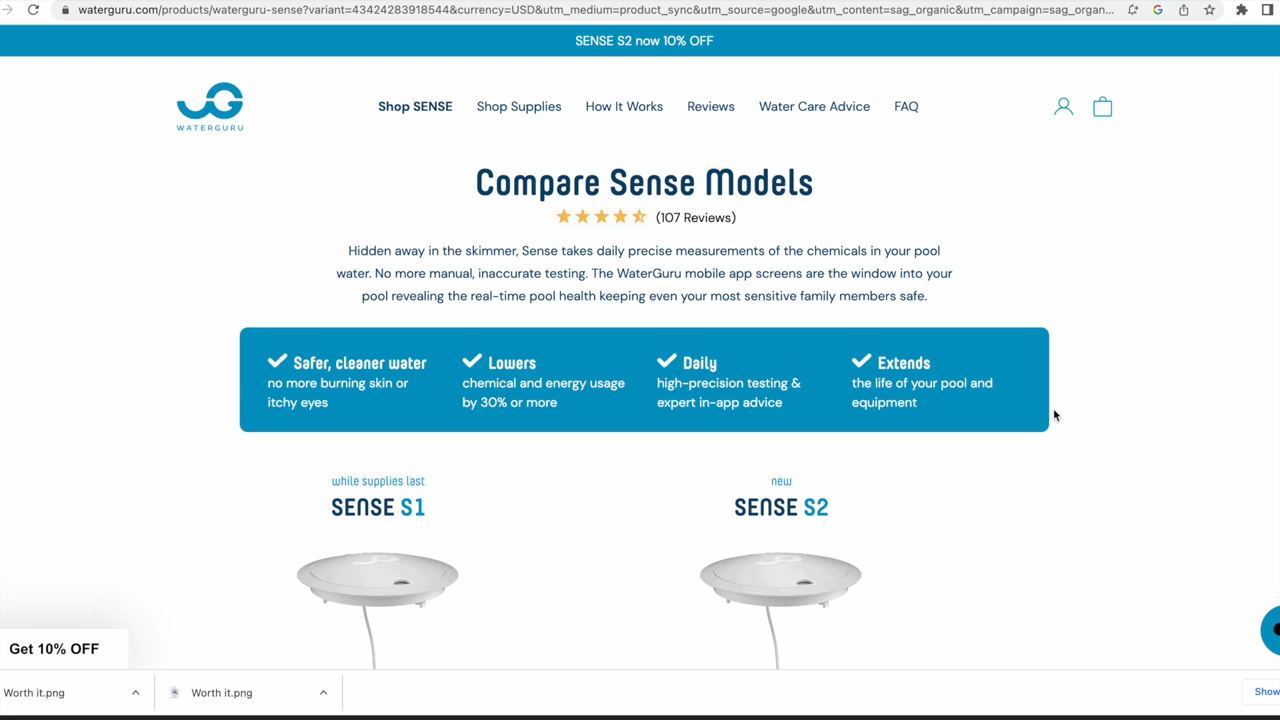 waterguru.com/products/waterguru-sense?variant=43424283918544&currency=USD&utm_medium=product_sync&utm_source=google&utm_content=sag_organic&utm_campaign=sag_organ...
SENSE S2 now 10% OFF
WATERGURU
Shop SENSE Shop Supplies How It Works Reviews Water Care Advice FAQ
Compare Sense Models
(107 Reviews)
Hidden away in the skimmer, Sense takes daily precise measurements of the chemicals in your pool
water. No more manual, inaccurate testing. The WaterGuru mobile app screens are the window into your
pool revealing the real-time pool health keeping even your most sensitive family members safe.
Safer, cleaner water
no more burning skin or
itchy eyes
Lowers
chemical and energy usage
by 30% or more
Daily
high-precision testing &
expert in-app advice
Extends
the life of your pool and
equipment
while supplies last
SENSE S1
new
SENSE S2
Get 10% OFF
Worth it.png
Worth it.png
Show